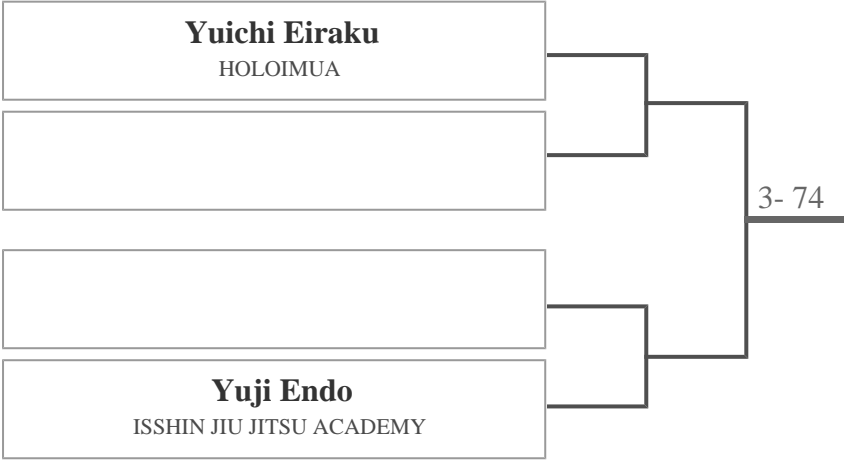 Yuichi Eiraku
HOLOIMUA
3- 74
Yuji Endo
ISSHIN JIU JITSU ACADEMY